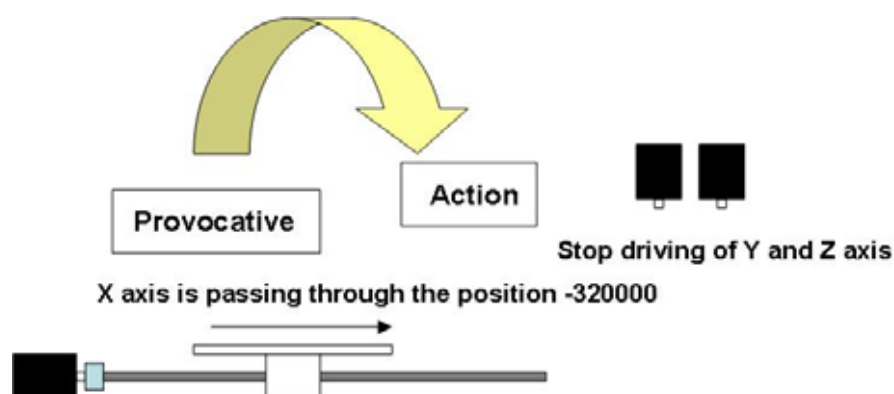 Provocative
Action
Stop driving of Y and Z axis
X axis is passing through the position -320000